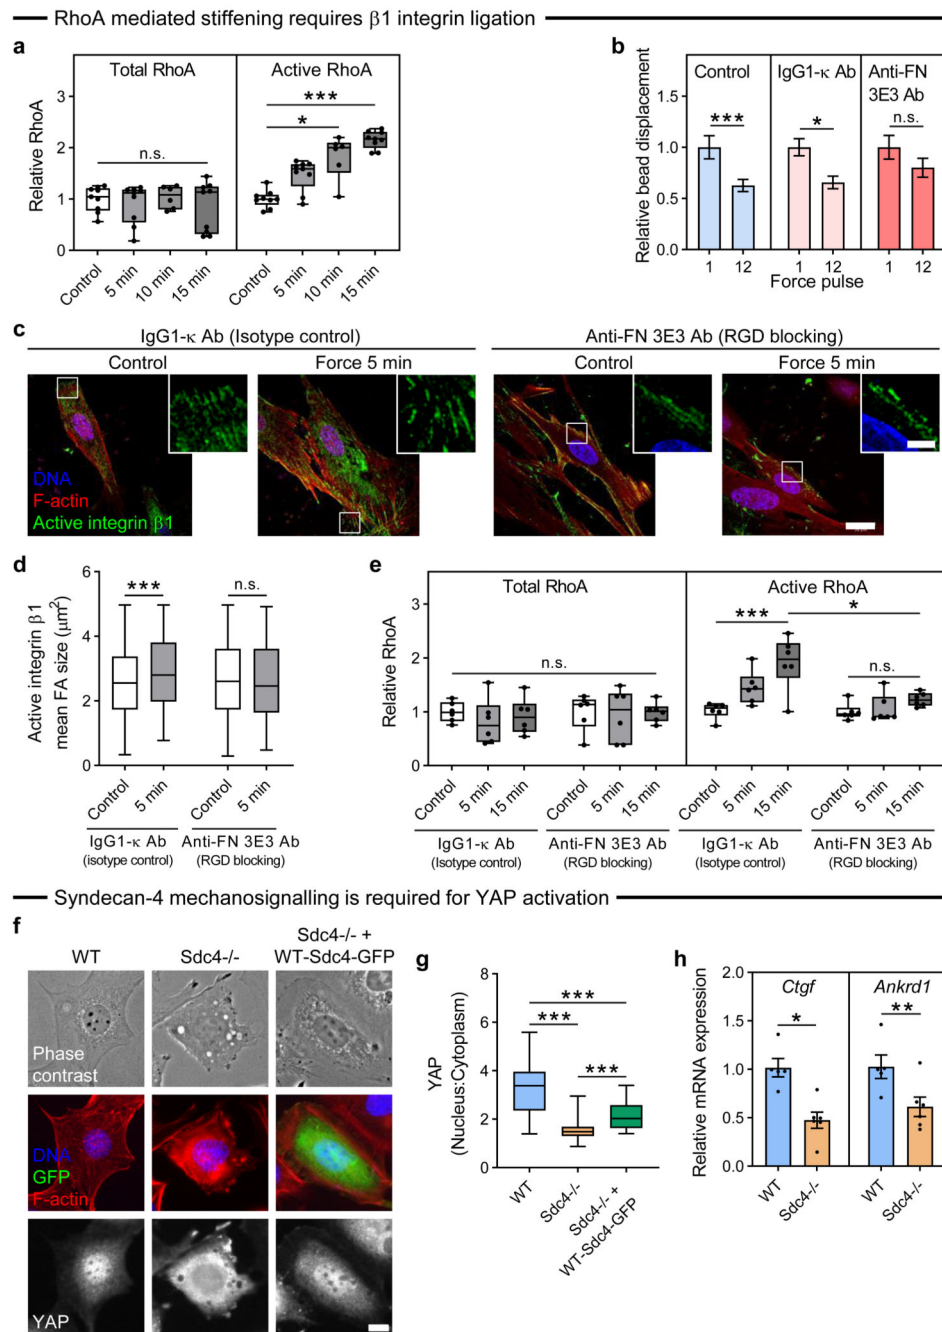 RhoA mediated stiffening requires β1 integrin ligation
a
Total RhoA
Active RhoA
Relative RhoA
3
2
1
0
n.s.
***
*
Control
5 min
10 min
15 min
Control
5 min
10 min
15 min
b
Control
IgG1-κ Ab
Anti-FN
3E3 Ab
Relative bead displacement
1.5
1.0
0.5
0.0
***
*
n.s.
1
12
1
12
1
12
Force pulse
c
IgG1-κ Ab (Isotype control)
Anti-FN 3E3 Ab (RGD blocking)
Control
Force 5 min
Control
Force 5 min
DNA
F-actin
Active integrin β1
d
Active integrin β1
mean FA size (μm²)
6
4
2
0
***
n.s.
Control
5 min
Control
5 min
IgG1-κ Ab
(isotype control)
Anti-FN 3E3 Ab
(RGD blocking)
e
Total RhoA
Active RhoA
Relative RhoA
3
2
1
0
n.s.
***
*
n.s.
Control
5 min
15 min
Control
5 min
15 min
Control
5 min
15 min
Control
5 min
15 min
IgG1-κ Ab
(Isotype control)
Anti-FN 3E3 Ab
(RGD blocking)
IgG1-κ Ab
(Isotype control)
Anti-FN 3E3 Ab
(RGD blocking)
Syndecan-4 mechanosignalling is required for YAP activation
f
WT
Sdc4-/-
Sdc4-/- +
WT-Sdc4-GFP
Phase
contrast
DNA
GFP
F-actin
YAP
g
YAP
(Nucleus:Cytoplasm)
8
6
4
2
0
***
***
***
WT
Sdc4-/-
Sdc4-/- +
WT-Sdc4-GFP
h
Relative mRNA expression
2.0
1.5
1.0
0.5
0.0
Ctgf
Ankrd1
*
**
WT
Sdc4-/-
WT
Sdc4-/-